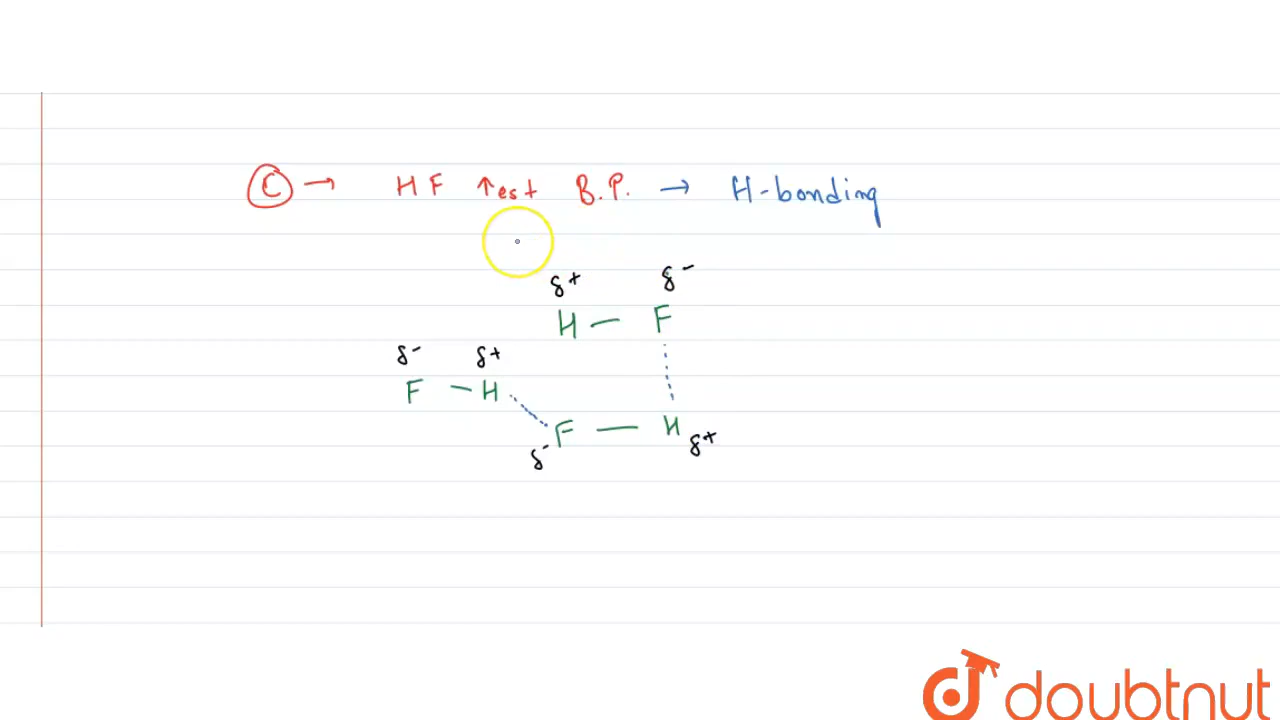 C → HF ↑est B.P. → H-bonding
δ+ δ-
H — F
δ- δ+
F — H
F — H
δ- δ+
doubtnut